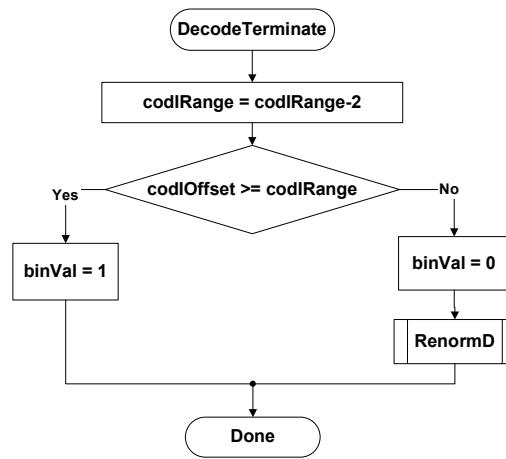 DecodeTerminate
codIRange = codIRange-2
codIOffset >= codIRange
Yes
No
binVal = 1
binVal = 0
RenormD
Done